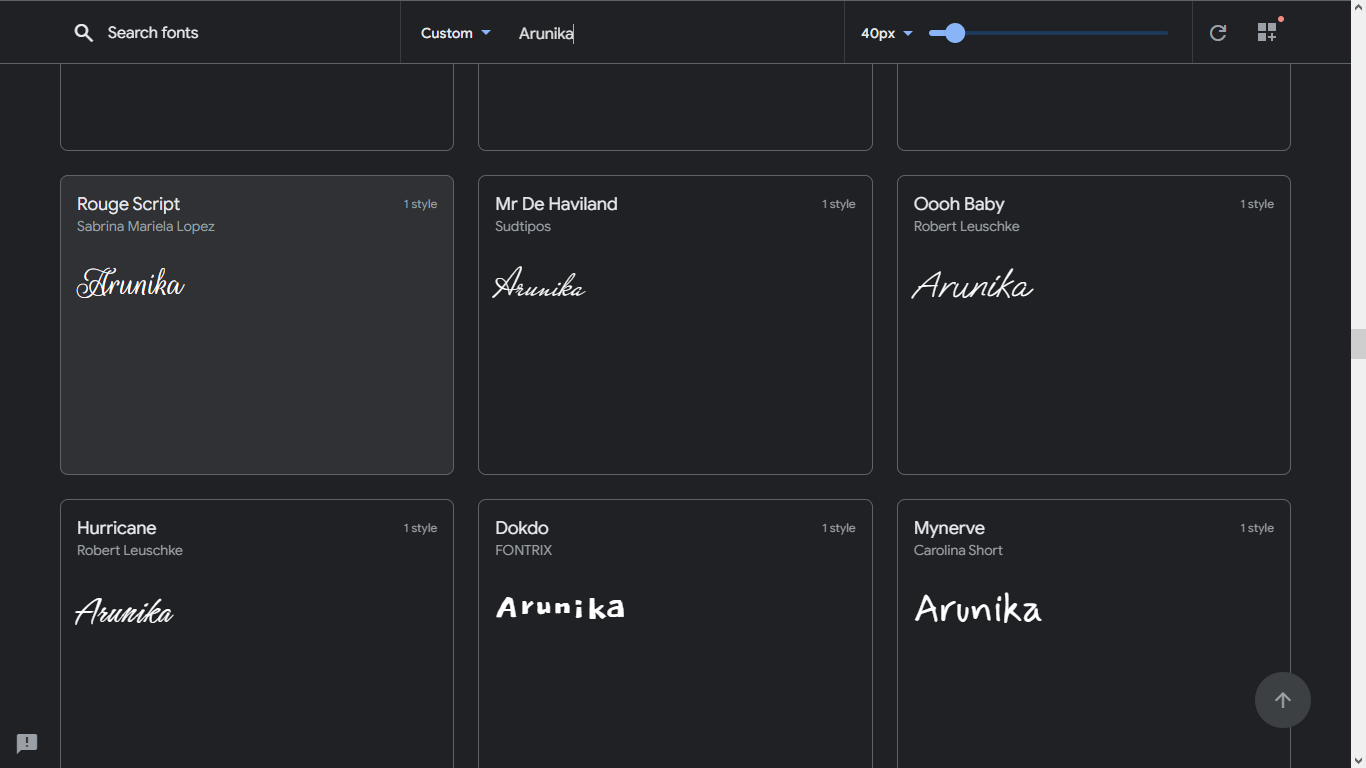 Search fonts
Custom
Arunika
40px
Rouge Script
1 style
Sabrina Mariela Lopez
Arunika
Mr De Haviland
1 style
Sudtipos
Arunika
Oooh Baby
1 style
Robert Leuschke
Arunika
Hurricane
1 style
Robert Leuschke
Arunika
Dokdo
1 style
FONTRIX
Arunika
Mynerve
1 style
Carolina Short
Arunika